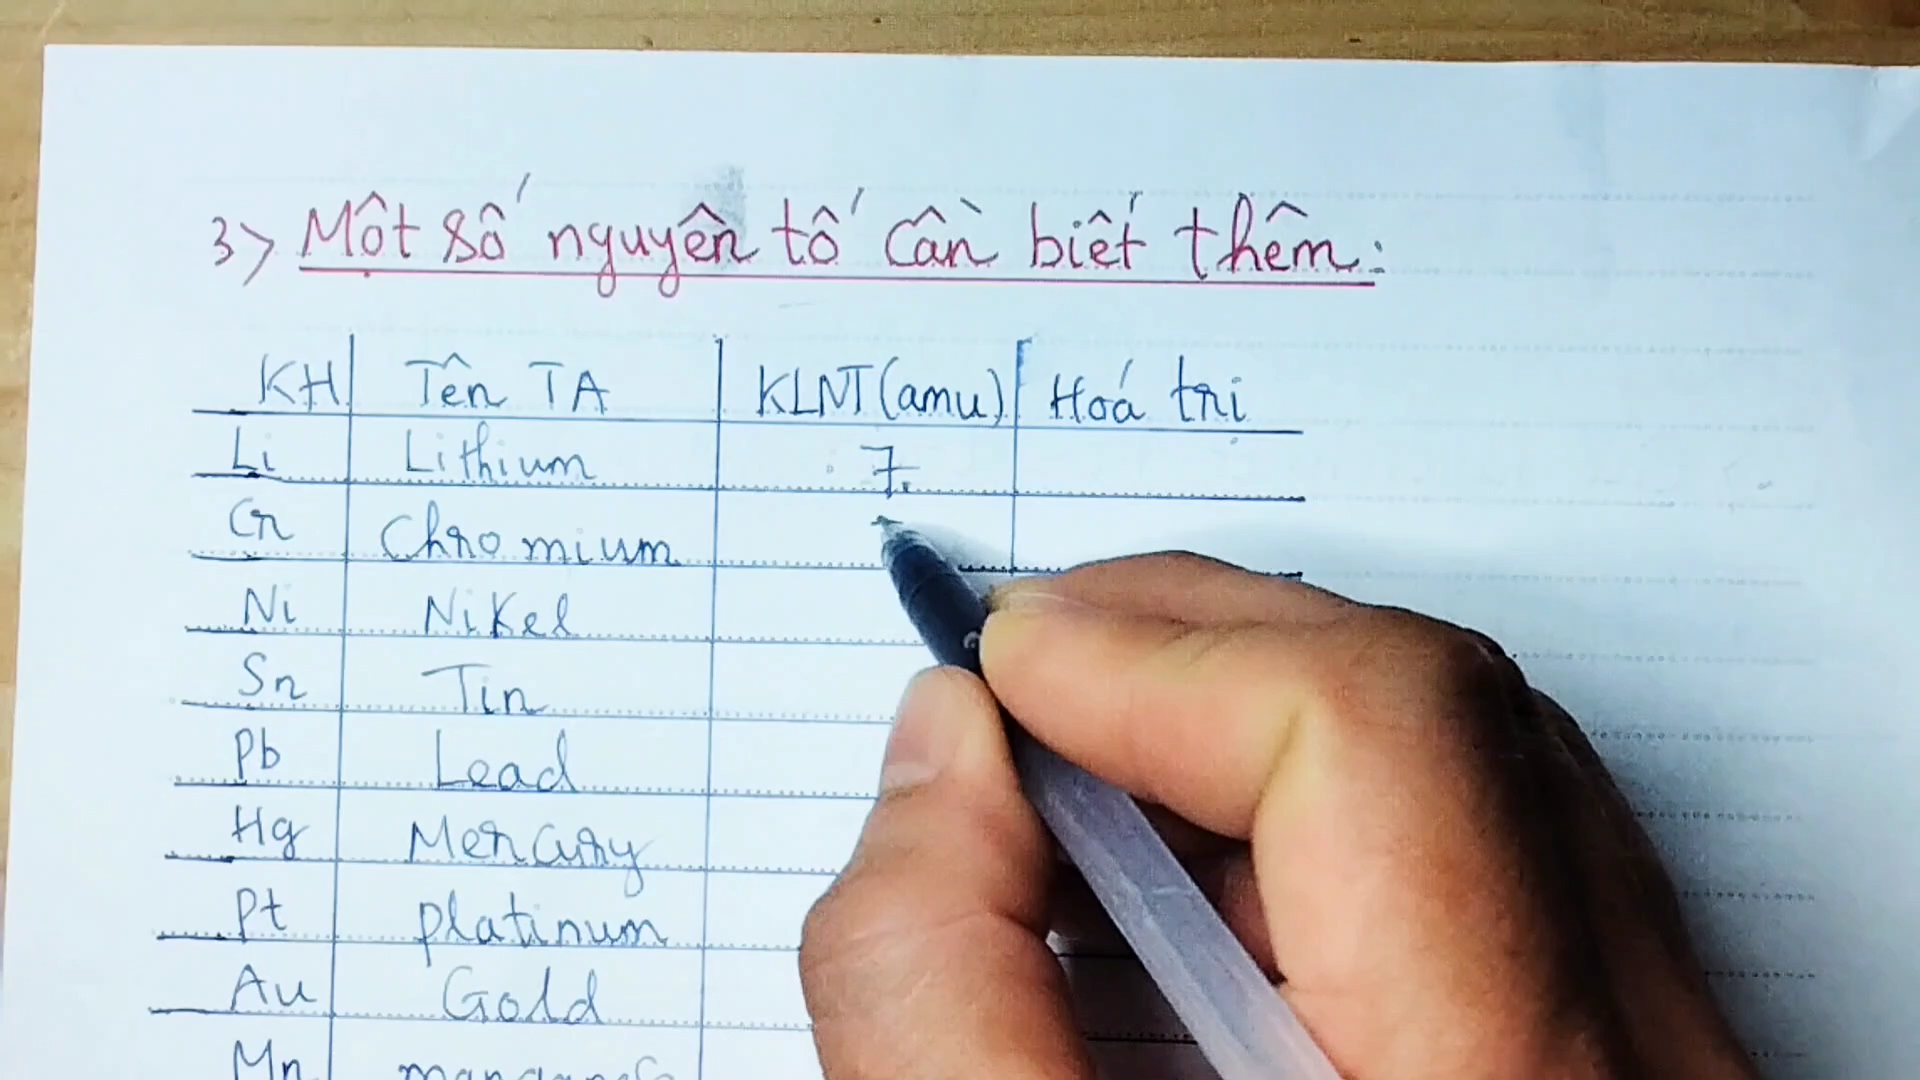 3> Một số nguyên tố cần biết thêm:
KH Tên TA KLNT(amu) Hoá trị
Li Lithium 7
Cr Chromium
Ni Nikel
Sn Tin
Pb Lead
Hg Mercury
Pt platinum
Au Gold
Mn